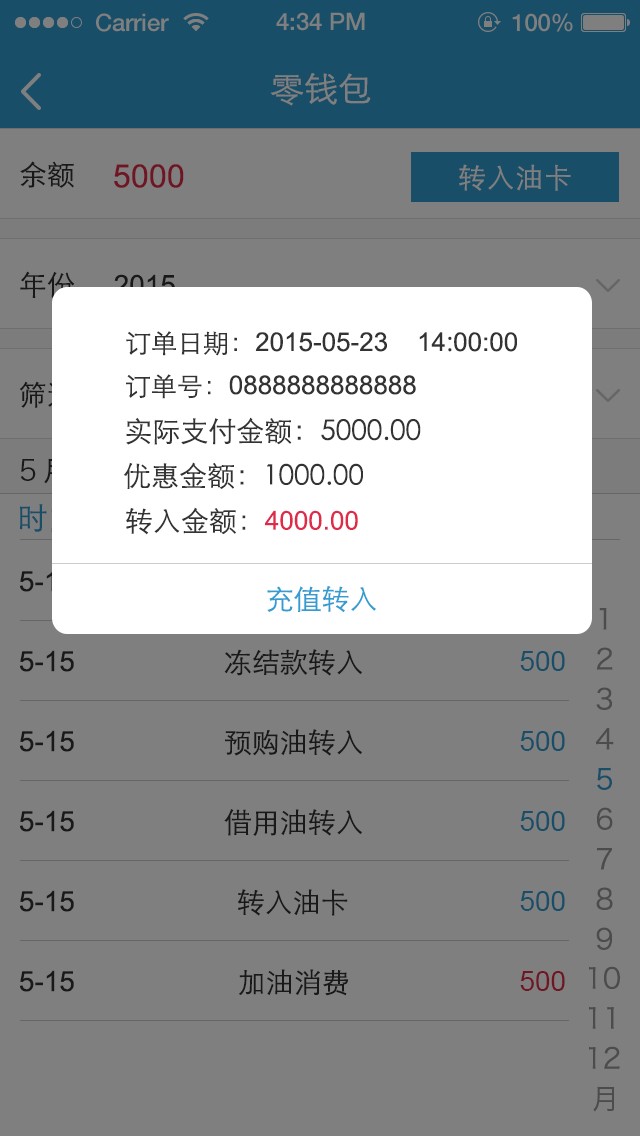 Carrier 4:34 PM 100%
零钱包
余额 5000 转入油卡
年份 2015
筛
订单日期：2015-05-23 14:00:00
订单号：0888888888888
实际支付金额：5000.00
优惠金额：1000.00
转入金额：4000.00
充值转入
5月
时
5-1
1
5-15 冻结款转入 500 2
3
5-15 预购油转入 500 4
5
5-15 借用油转入 500 6
7
5-15 转入油卡 500 8
9
5-15 加油消费 500 10
11
12
月